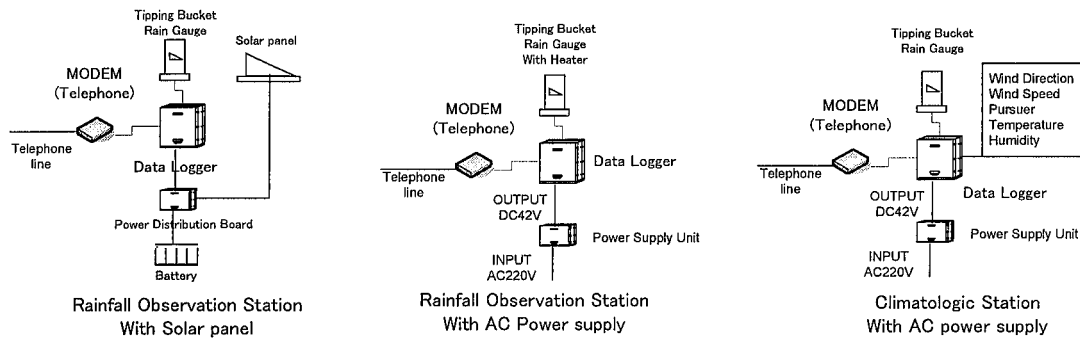 Tipping Bucket
Rain Gauge
Solar panel
MODEM
(Telephone)
Telephone
line
Data Logger
Power Distribution Board
Battery
Rainfall Observation Station
With Solar panel
Tipping Bucket
Rain Gauge
With Heater
MODEM
(Telephone)
Telephone
line
Data Logger
OUTPUT
DC42V
Power Supply Unit
INPUT
AC220V
Rainfall Observation Station
With AC Power supply
Tipping Bucket
Rain Gauge
Wind Direction
Wind Speed
Pursuer
Temperature
Humidity
MODEM
(Telephone)
Telephone
line
Data Logger
OUTPUT
DC42V
Power Supply Unit
INPUT
AC220V
Climatologic Station
With AC power supply